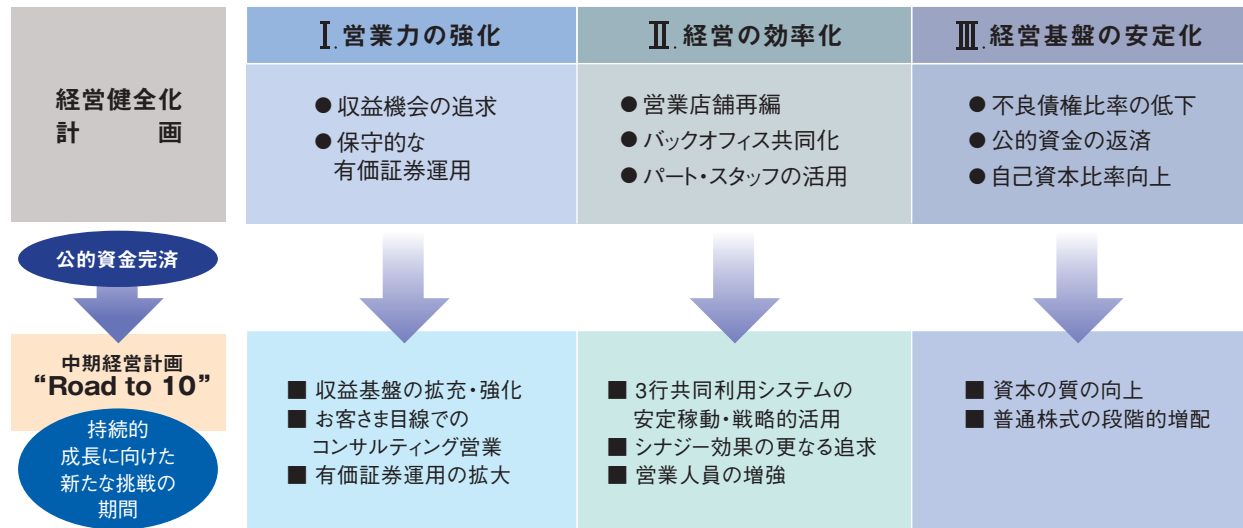 Ⅰ.営業力の強化
Ⅱ.経営の効率化
Ⅲ.経営基盤の安定化
経営健全化
計　　画
●収益機会の追求
●保守的な
有価証券運用
●営業店舗再編
●バックオフィス共同化
●パート・スタッフの活用
●不良債権比率の低下
●公的資金の返済
●自己資本比率向上
公的資金完済
中期経営計画
“Road to 10”
持続的
成長に向けた
新たな挑戦の
期間
■ 収益基盤の拡充・強化
■ お客さま目線での
コンサルティング営業
■ 有価証券運用の拡大
■ 3行共同利用システムの
安定稼動・戦略的活用
■ シナジー効果の更なる追求
■ 営業人員の増強
■ 資本の質の向上
■ 普通株式の段階的増配